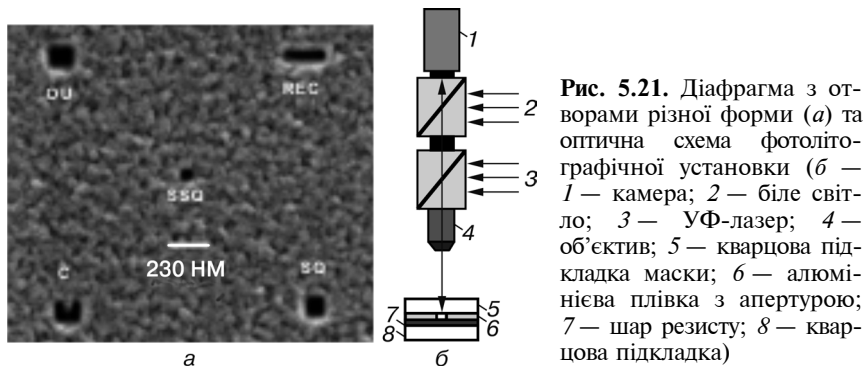 OU
REC
SSQ
230 НМ
C
SQ
а
1
2
3
4
5
6
7
8
б
Рис. 5.21. Діафрагма з от-
ворами різної форми (а) та
оптична схема фотоліто-
графічної установки (б —
1 — камера; 2 — біле світ-
ло; 3 — УФ-лазер; 4 —
об'єктив; 5 — кварцова під-
кладка маски; 6 — алюмі-
нієва плівка з апертурою;
7 — шар резисту; 8 — квар-
цова підкладка)